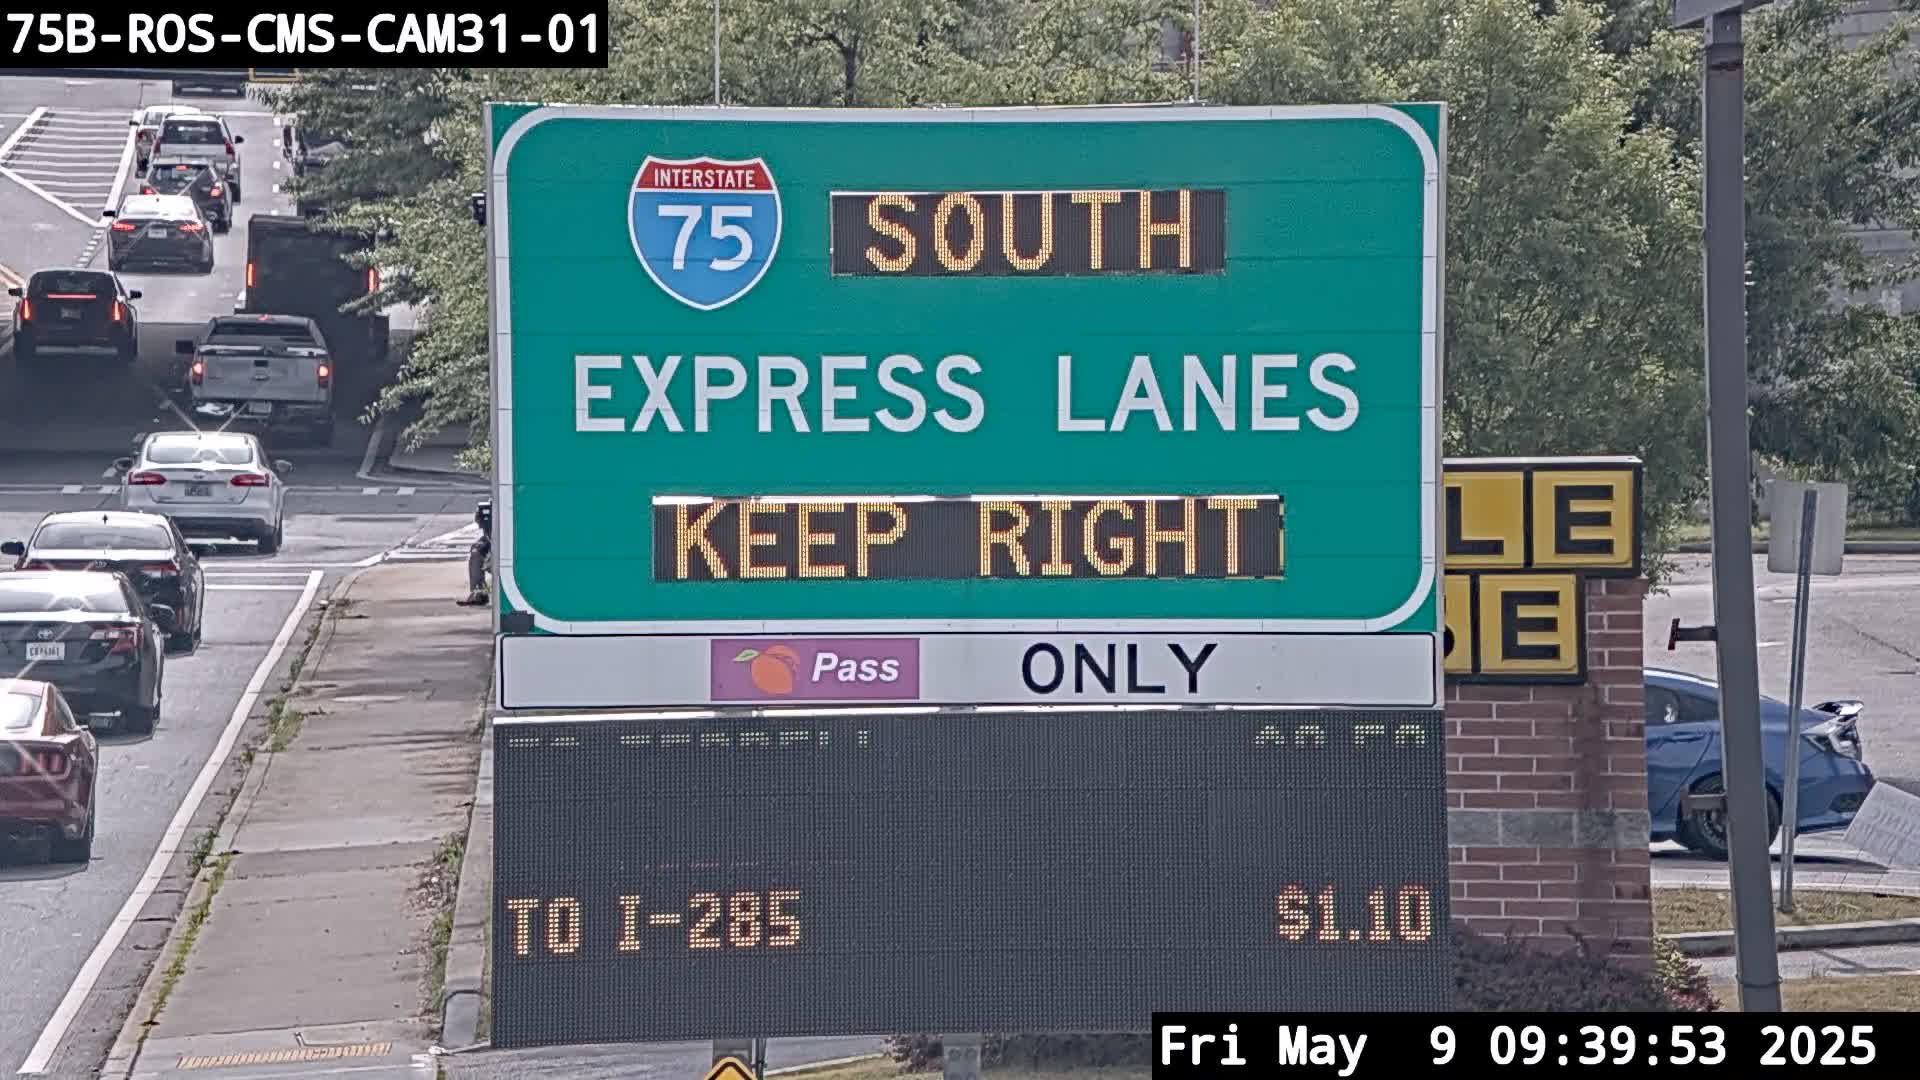 75B-ROS-CMS-CAM31-01
INTERSTATE
75
SOUTH
EXPRESS LANES
KEEP RIGHT
Pass ONLY
TO I-285 $1.10
LE
E
Fri May 9 09:39:53 2025